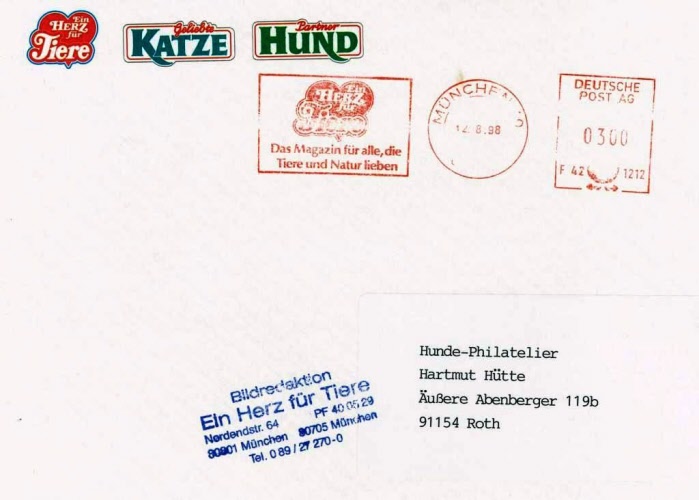 Ein
HERZ
für
Tiere
Geliebte
KATZE
Partner
HUND
Ein
HERZ
für
Tiere
Das Magazin für alle, die
Tiere und Natur lieben
MÜNCHEN
12. 8.98
DEUTSCHE
POST AG
0300
F 42 1212
Hunde-Philatelier
Hartmut Hütte
Äußere Abenberger 119b
91154 Roth
Bildredaktion
Ein Herz für Tiere
Nordendstr. 64 PF 40 05 29
80801 München 80705 München
Tel. 0 89 / 27 270-0